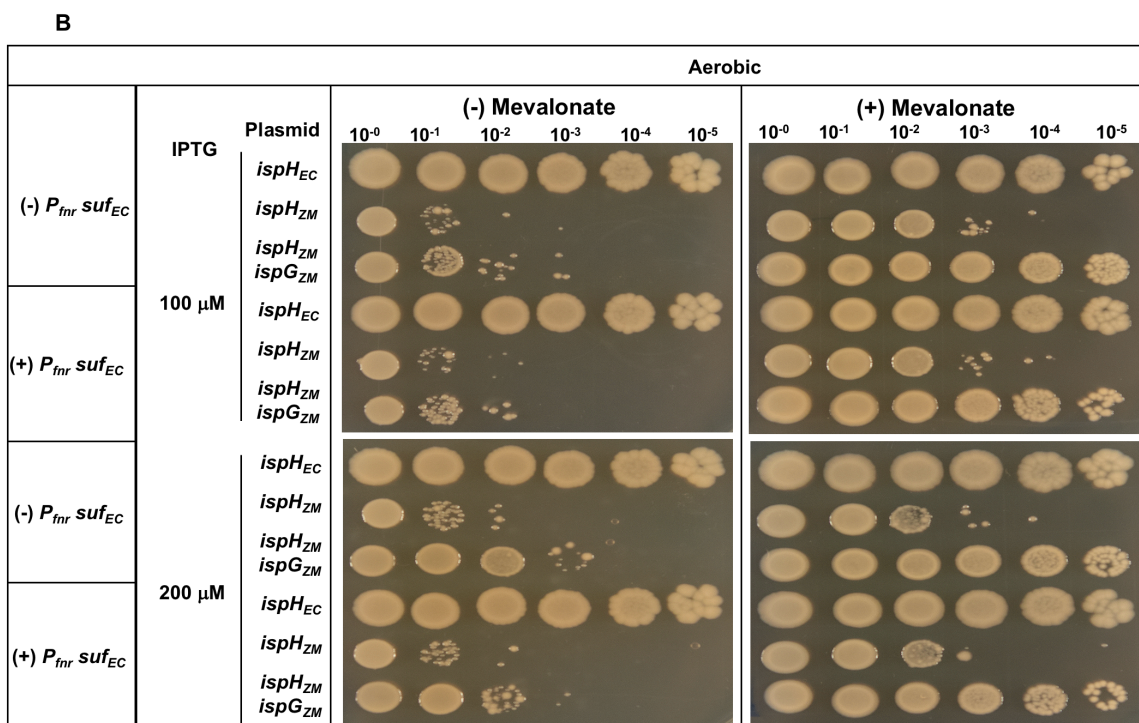 B
Aerobic
(-) Mevalonate
(+) Mevalonate
IPTG
Plasmid
10-0 10-1 10-2 10-3 10-4 10-5
10-0 10-1 10-2 10-3 10-4 10-5
(-) Pfnr sufEC
100 μM
ispHEC
ispHZM
ispHZM
ispGZM
(+) Pfnr sufEC
ispHEC
ispHZM
ispHZM
ispGZM
(-) Pfnr sufEC
200 μM
ispHEC
ispHZM
ispHZM
ispGZM
(+) Pfnr sufEC
ispHEC
ispHZM
ispHZM
ispGZM